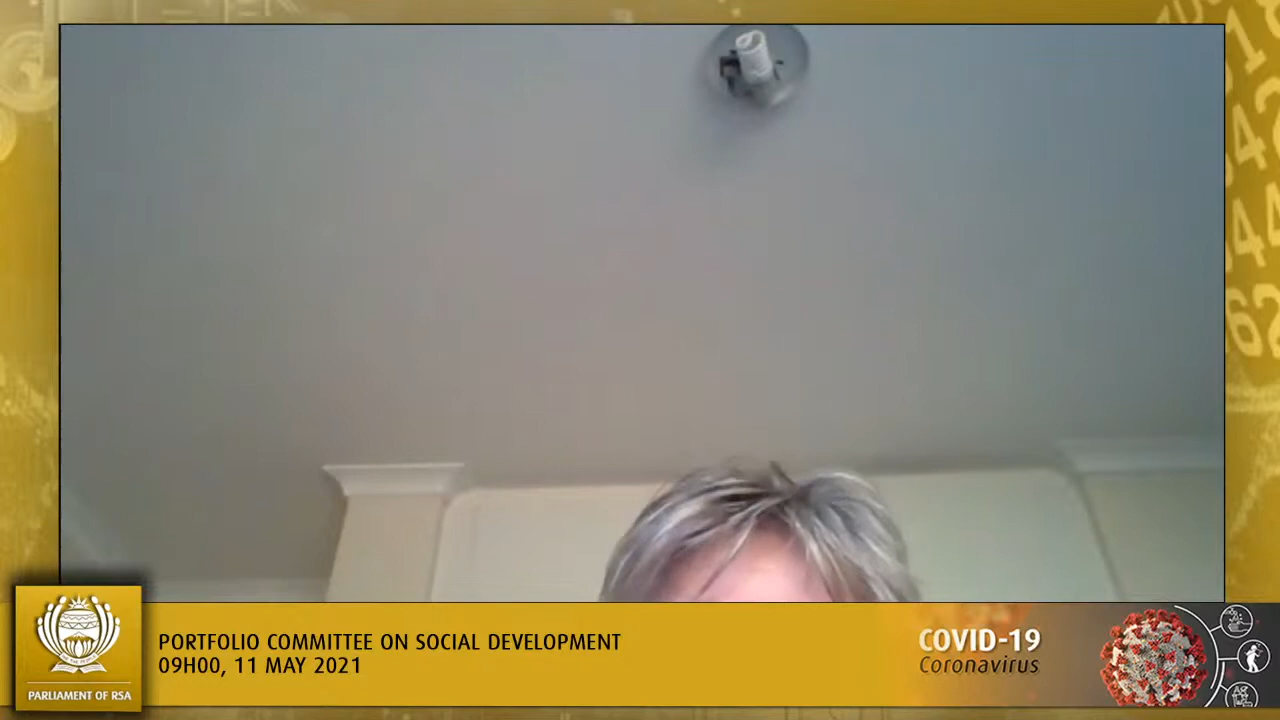 PORTFOLIO COMMITTEE ON SOCIAL DEVELOPMENT
09H00, 11 MAY 2021
COVID-19
Coronavirus
PARLIAMENT OF RSA